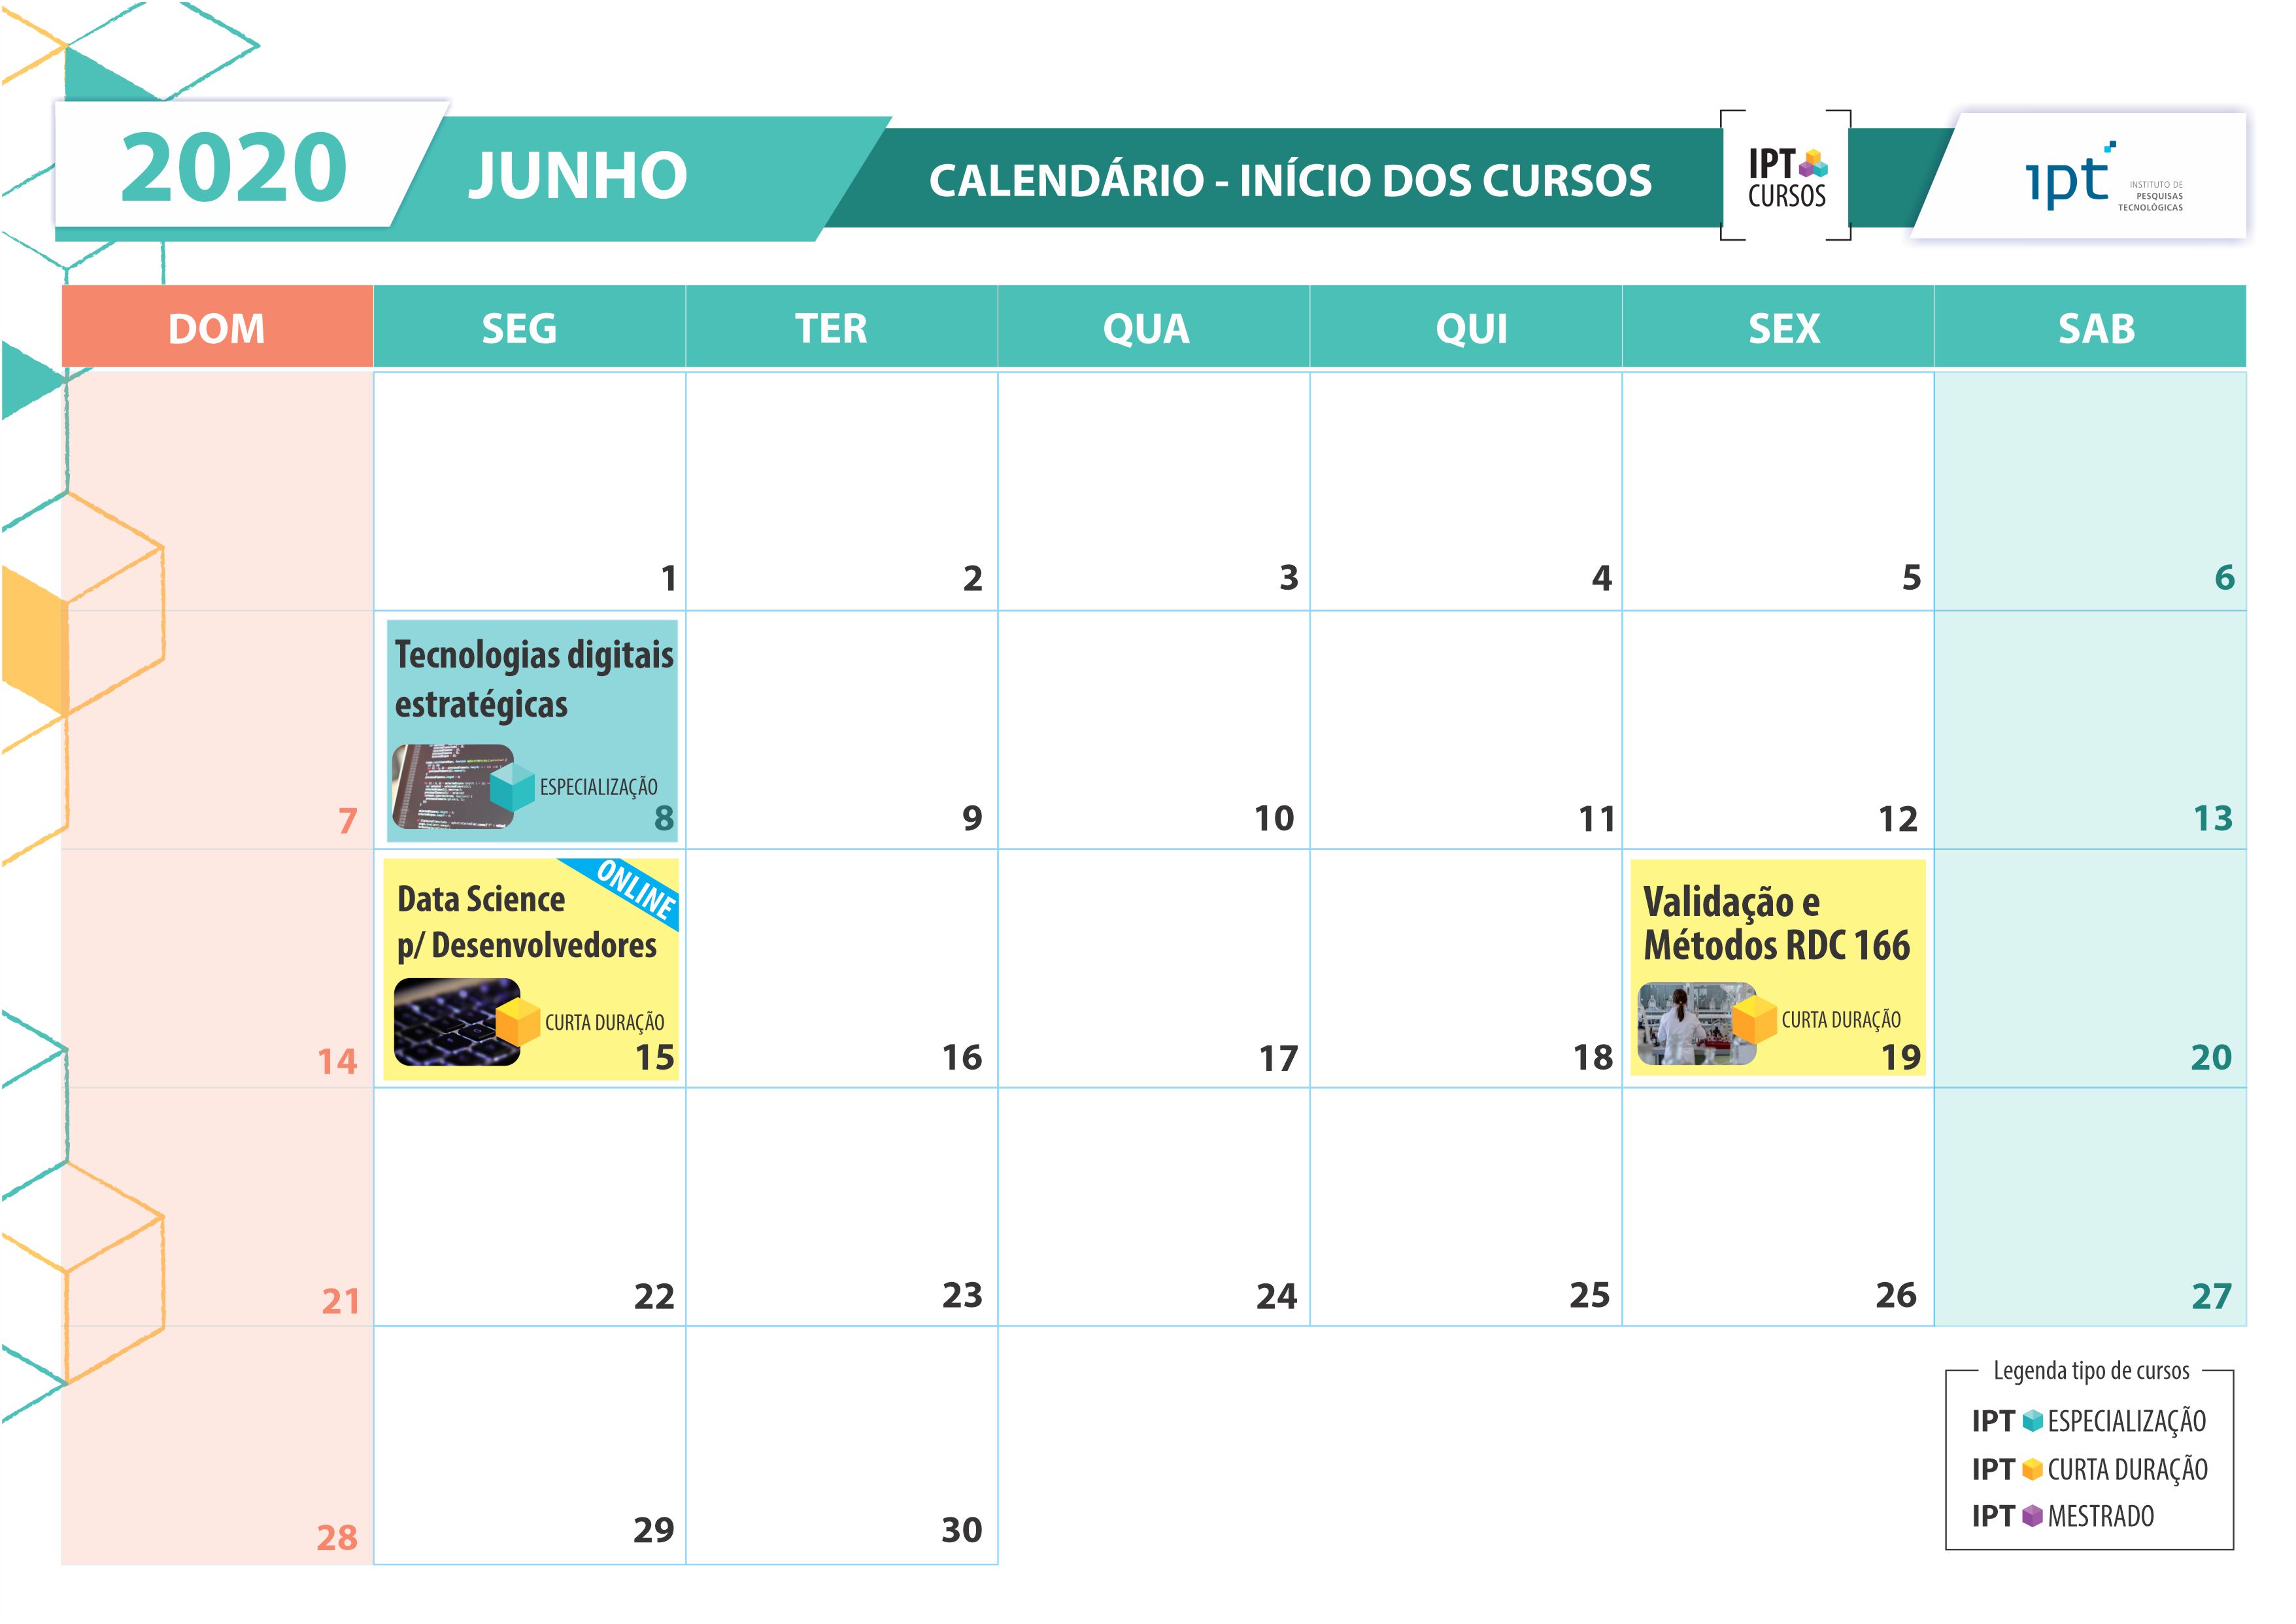 2020
JUNHO
CALENDÁRIO - INÍCIO DOS CURSOS
IPT
CURSOS
ipt
INSTITUTO DE
PESQUISAS
TECNOLÓGICAS
DOM SEG TER QUA QUI SEX SAB
1 2 3 4 5 6
Tecnologias digitais
estratégicas
ESPECIALIZAÇÃO
7 8 9 10 11 12 13
ONLINE
Data Science
p/ Desenvolvedores
CURTA DURAÇÃO
Validação e
Métodos RDC 166
CURTA DURAÇÃO
14 15 16 17 18 19 20
21 22 23 24 25 26 27
28 29 30
Legenda tipo de cursos
IPT ESPECIALIZAÇÃO
IPT CURTA DURAÇÃO
IPT MESTRADO